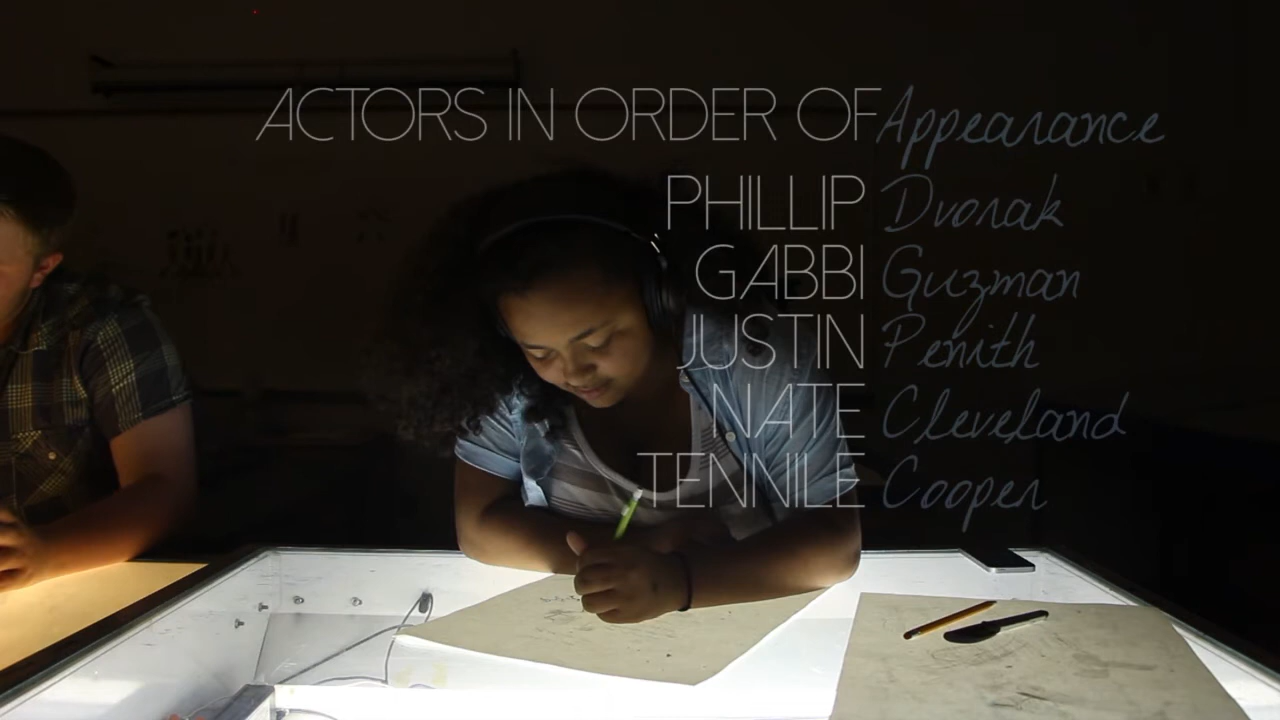 ACTORS IN ORDER OF Appearance
PHILLIP Dvorak
GABBI Guzman
JUSTIN Penith
NATE Cleveland
TENNILE Cooper